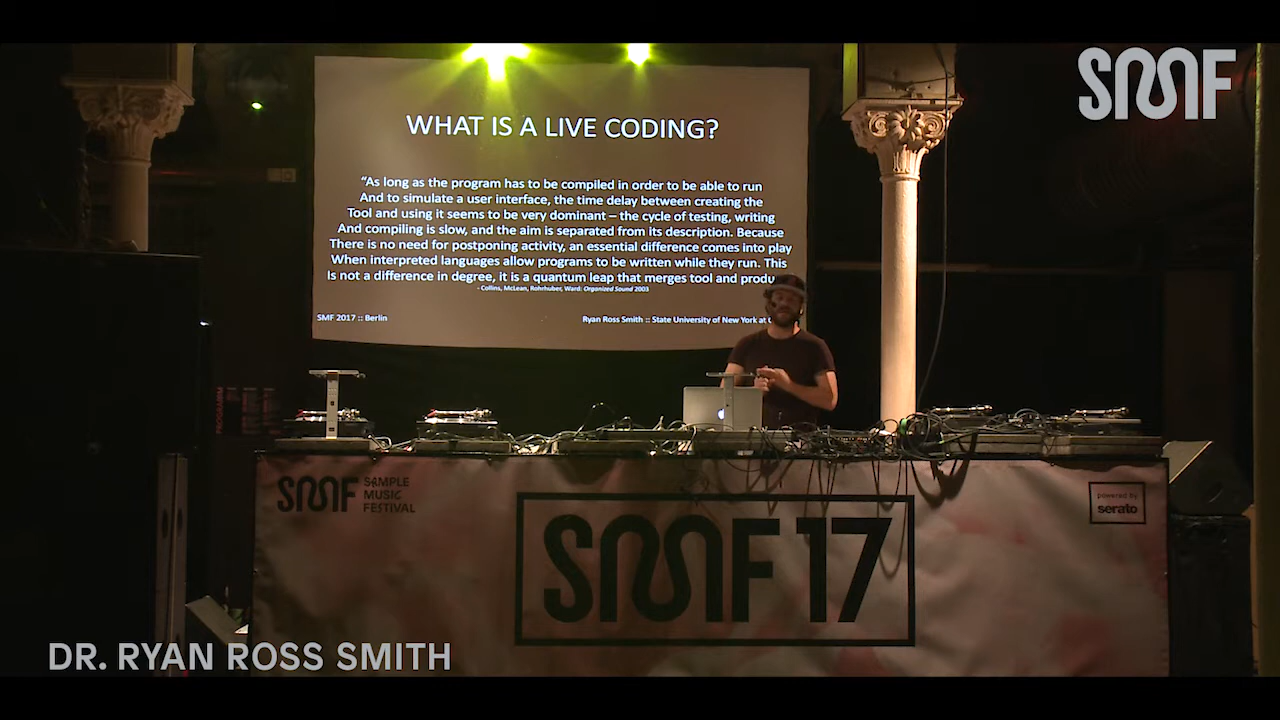 SMF
WHAT IS A LIVE CODING?
“As long as the program has to be compiled in order to be able to run
And to simulate a user interface, the time delay between creating the
Tool and using it seems to be very dominant – the cycle of testing, writing
And compiling is slow, and the aim is separated from its description. Because
There is no need for postponing activity, an essential difference comes into play
When interpreted languages allow programs to be written while they run. This
Is not a difference in degree, it is a quantum leap that merges tool and
- Collins, McLean, Rohrhuber, Ward: Organized Sound 2003
SMF 2017 :: Berlin
Ryan Ross Smith :: State University of New York at
SMF SAMPLE
MUSIC
FESTIVAL
SMF 17
powered by
serato
DR. RYAN ROSS SMITH